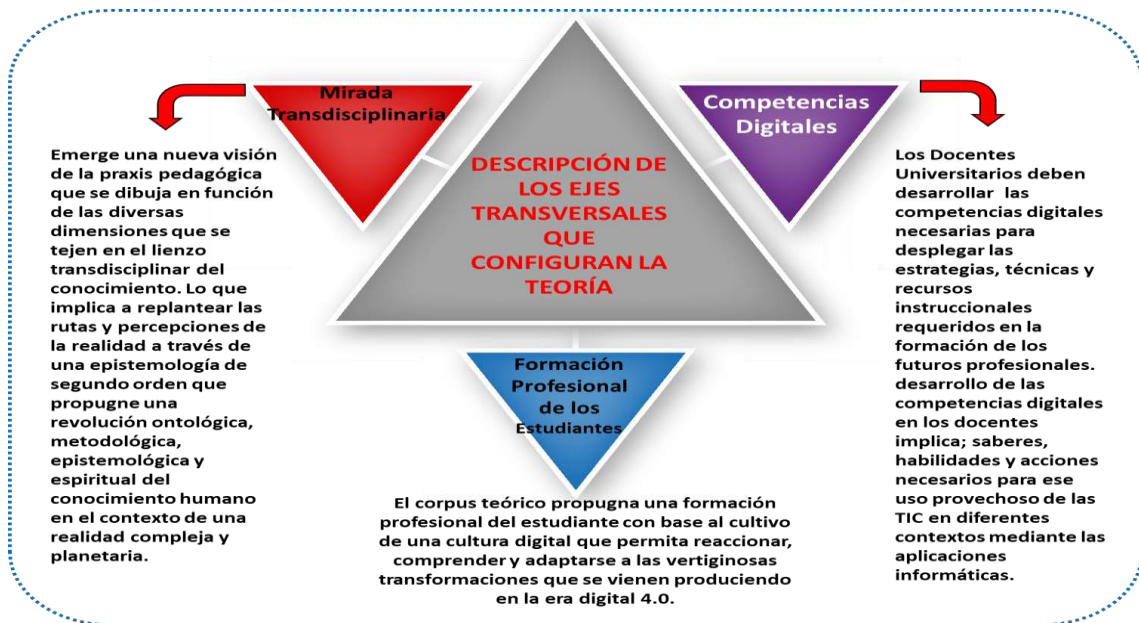 Mirada
Transdisciplinaria
Competencias
Digitales
DESCRIPCIÓN DE
LOS EJES
TRANSVERSALES
QUE
CONFIGURAN LA
TEORÍA
Emerge una nueva visión
de la praxis pedagógica
que se dibuja en función
de las diversas
dimensiones que se
tejen en el lienzo
transdisciplinar del
conocimiento. Lo que
implica a replantear las
rutas y percepciones de
la realidad a través de
una epistemología de
segundo orden que
propugne una
revolución ontológica,
metodológica,
epistemológica y
espiritual del
conocimiento humano
en el contexto de una
realidad compleja y
planetaria.
Los Docentes
Universitarios deben
desarrollar las
competencias digitales
necesarias para
desplegar las
estrategias, técnicas y
recursos
instruccionales
requeridos en la
formación de los
futuros profesionales.
desarrollo de las
competencias digitales
en los docentes
implica; saberes,
habilidades y acciones
necesarios para ese
uso provechoso de las
TIC en diferentes
contextos mediante las
aplicaciones
informáticas.
Formación
Profesional
de los
Estudiantes
El corpus teórico propugna una formación
profesional del estudiante con base al cultivo
de una cultura digital que permita reaccionar,
comprender y adaptarse a las vertiginosas
transformaciones que se vienen produciendo
en la era digital 4.0.